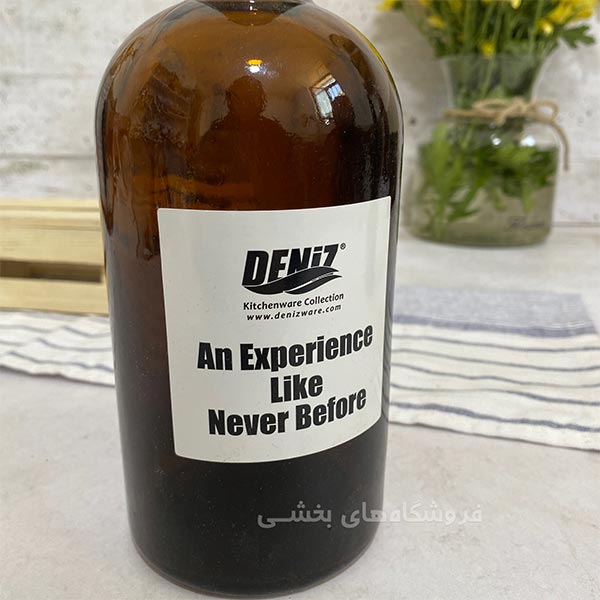 DENiZ®
Kitchenware Collection
www.denizware.com
An Experience
Like
Never Before
فروشگاه‌های بخشی